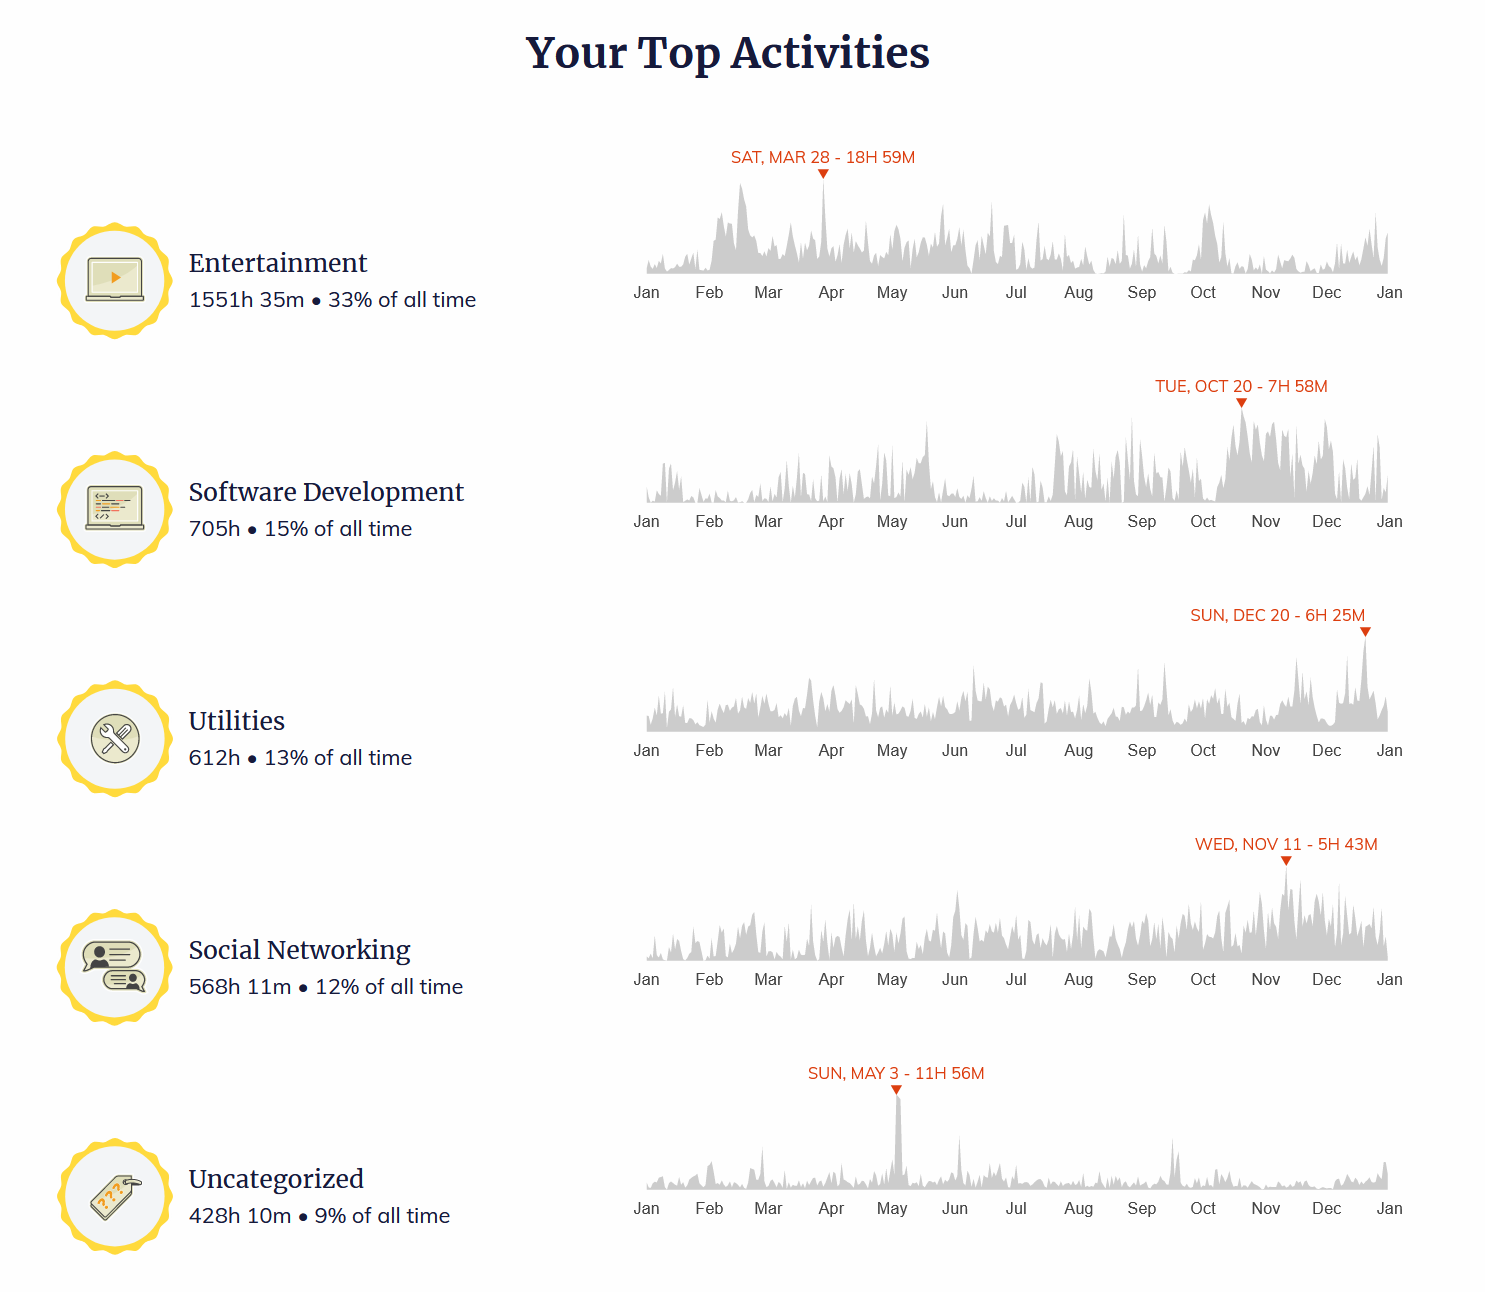 Your Top Activities
SAT, MAR 28 - 18H 59M
Entertainment
1551h 35m • 33% of all time
Jan Feb Mar Apr May Jun Jul Aug Sep Oct Nov Dec Jan
TUE, OCT 20 - 7H 58M
Software Development
705h • 15% of all time
Jan Feb Mar Apr May Jun Jul Aug Sep Oct Nov Dec Jan
SUN, DEC 20 - 6H 25M
Utilities
612h • 13% of all time
Jan Feb Mar Apr May Jun Jul Aug Sep Oct Nov Dec Jan
WED, NOV 11 - 5H 43M
Social Networking
568h 11m • 12% of all time
Jan Feb Mar Apr May Jun Jul Aug Sep Oct Nov Dec Jan
SUN, MAY 3 - 11H 56M
???
Uncategorized
428h 10m • 9% of all time
Jan Feb Mar Apr May Jun Jul Aug Sep Oct Nov Dec Jan